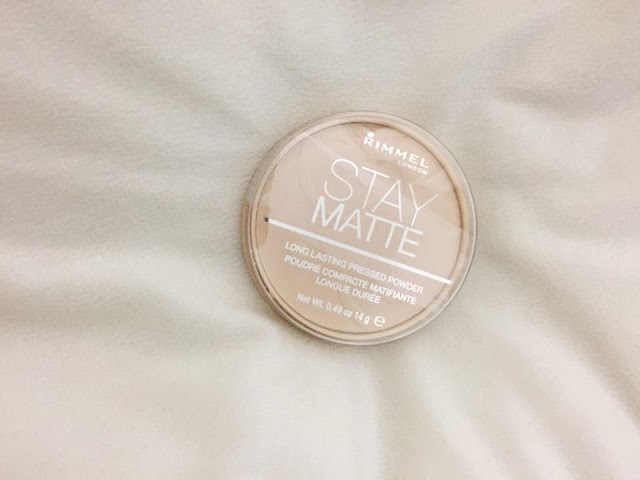 RIMMEL
LONDON
STAY
MATTE
LONG LASTING PRESSED POWDER
POUDRE COMPACTE MATIFIANTE
LONGUE DURÉE
Net Wt. 0.49 oz 14 g ℮